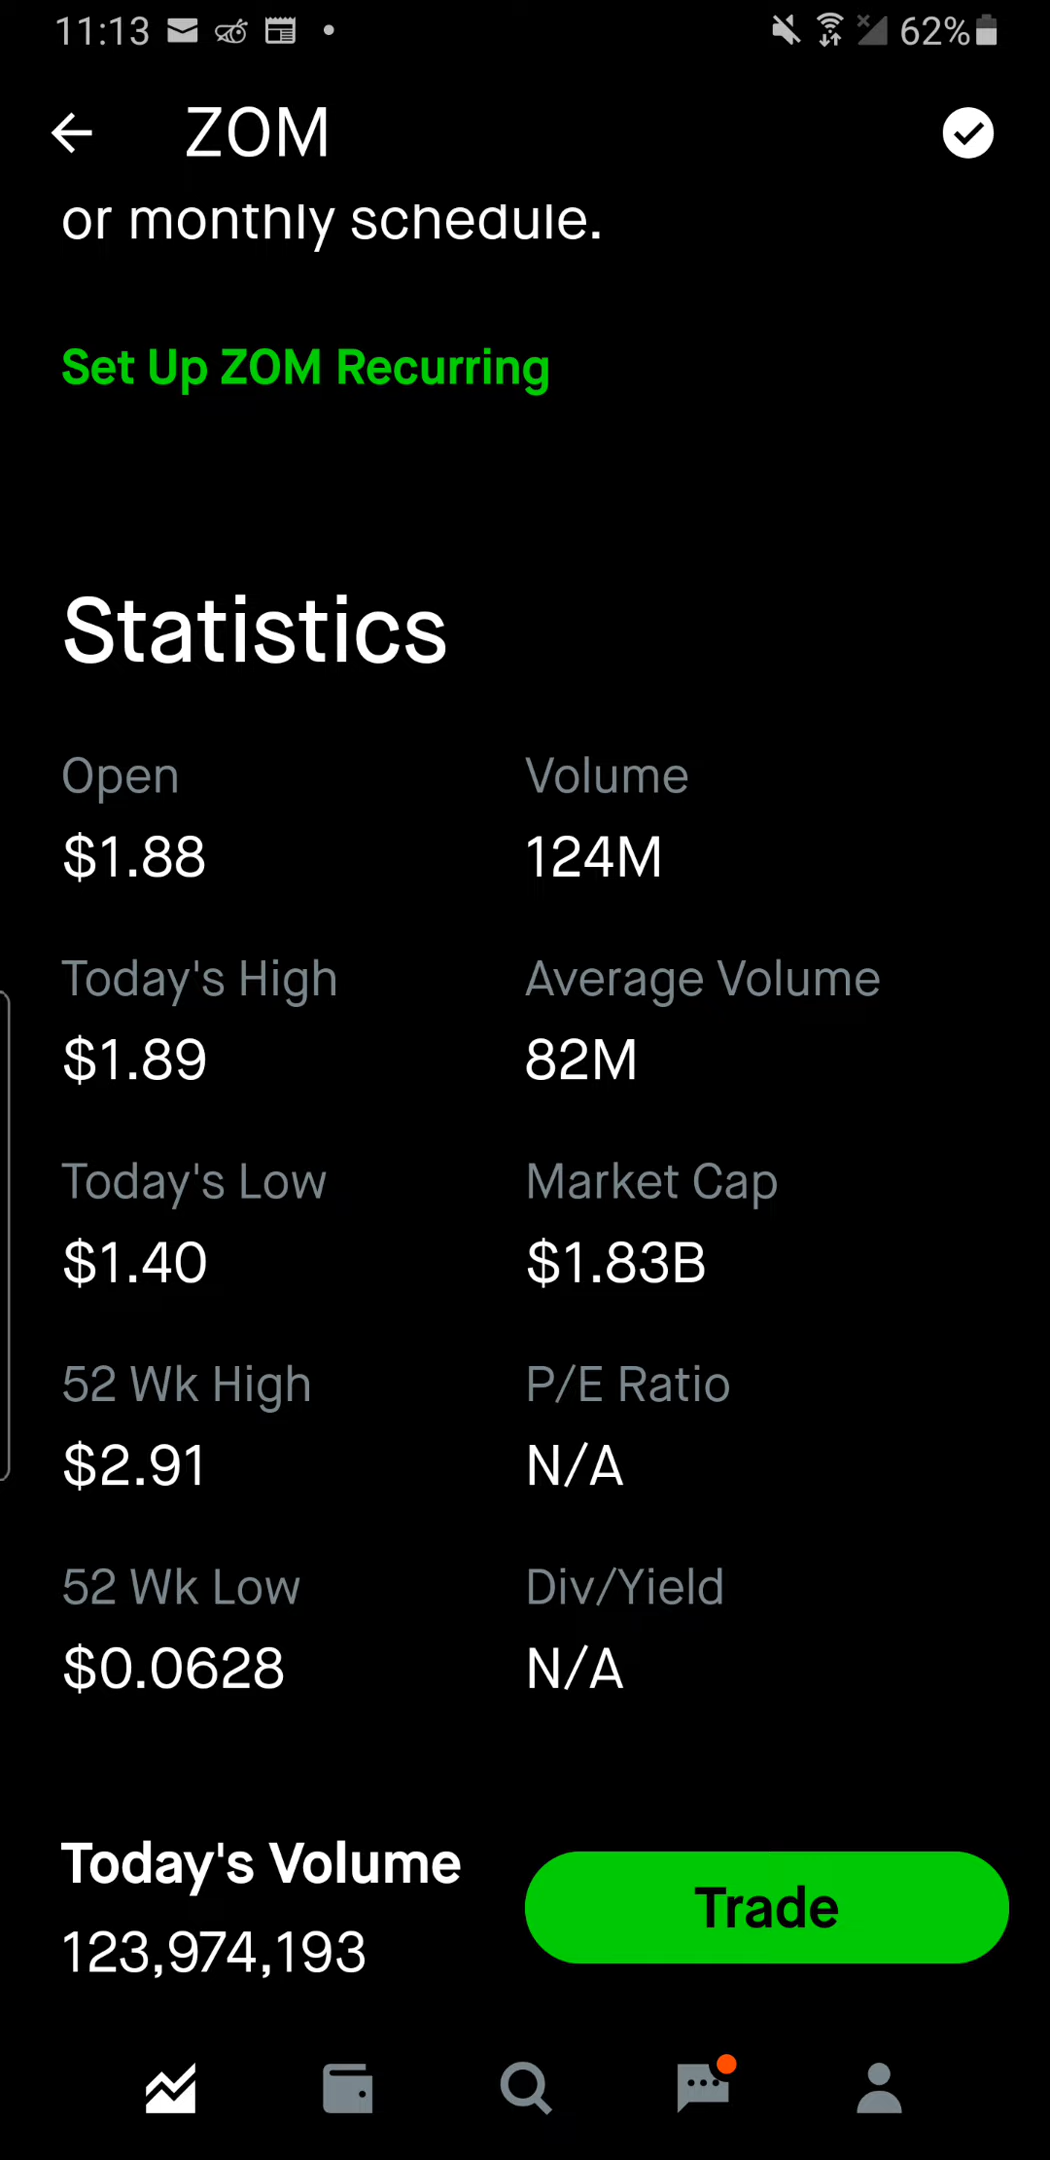 11:13
62%
ZOM
or monthly schedule.
Set Up ZOM Recurring
Statistics
Open
Volume
$1.88
124M
Today's High
Average Volume
$1.89
82M
Today's Low
Market Cap
$1.40
$1.83B
52 Wk High
P/E Ratio
$2.91
N/A
52 Wk Low
Div/Yield
$0.0628
N/A
Today's Volume
Trade
123,974,193